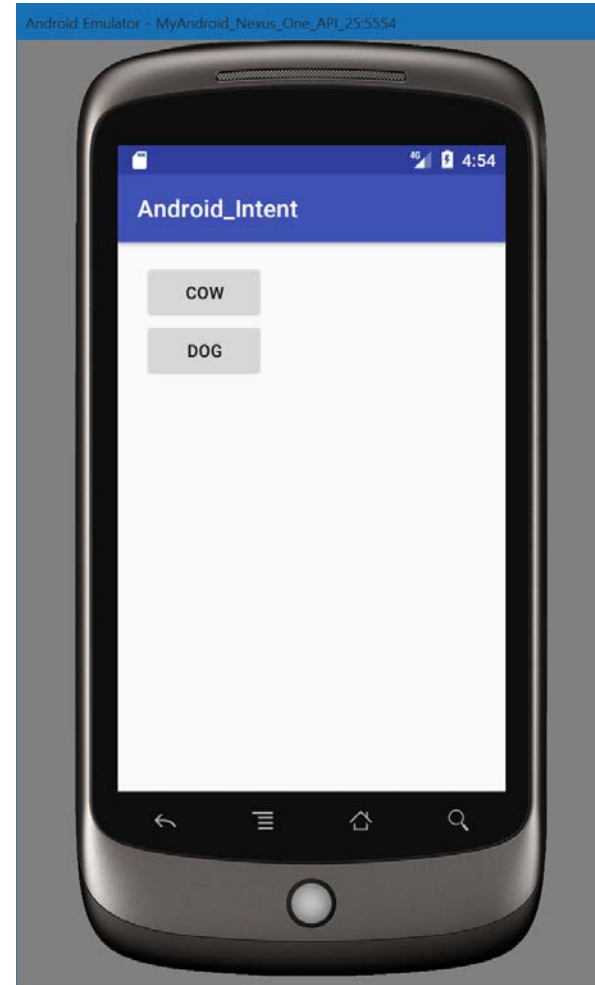 Android Emulator - MyAndroid_Nexus_One_API_25:5554
4G 4:54
Android_Intent
COW
DOG